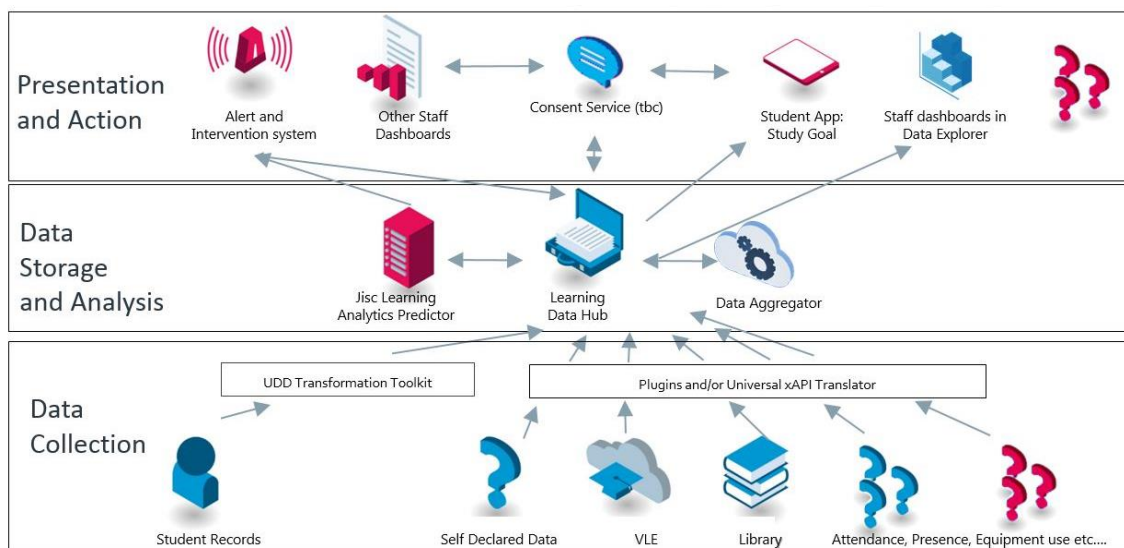 Presentation
and Action
Alert and
Intervention system
Other Staff
Dashboards
Consent Service (tbc)
Student App:
Study Goal
Staff dashboards in
Data Explorer
Data
Storage
and Analysis
Jisc Learning
Analytics Predictor
Learning
Data Hub
Data Aggregator
Data
Collection
UDD Transformation Toolkit
Plugins and/or Universal xAPI Translator
Student Records
Self Declared Data
VLE
Library
Attendance, Presence, Equipment use etc....